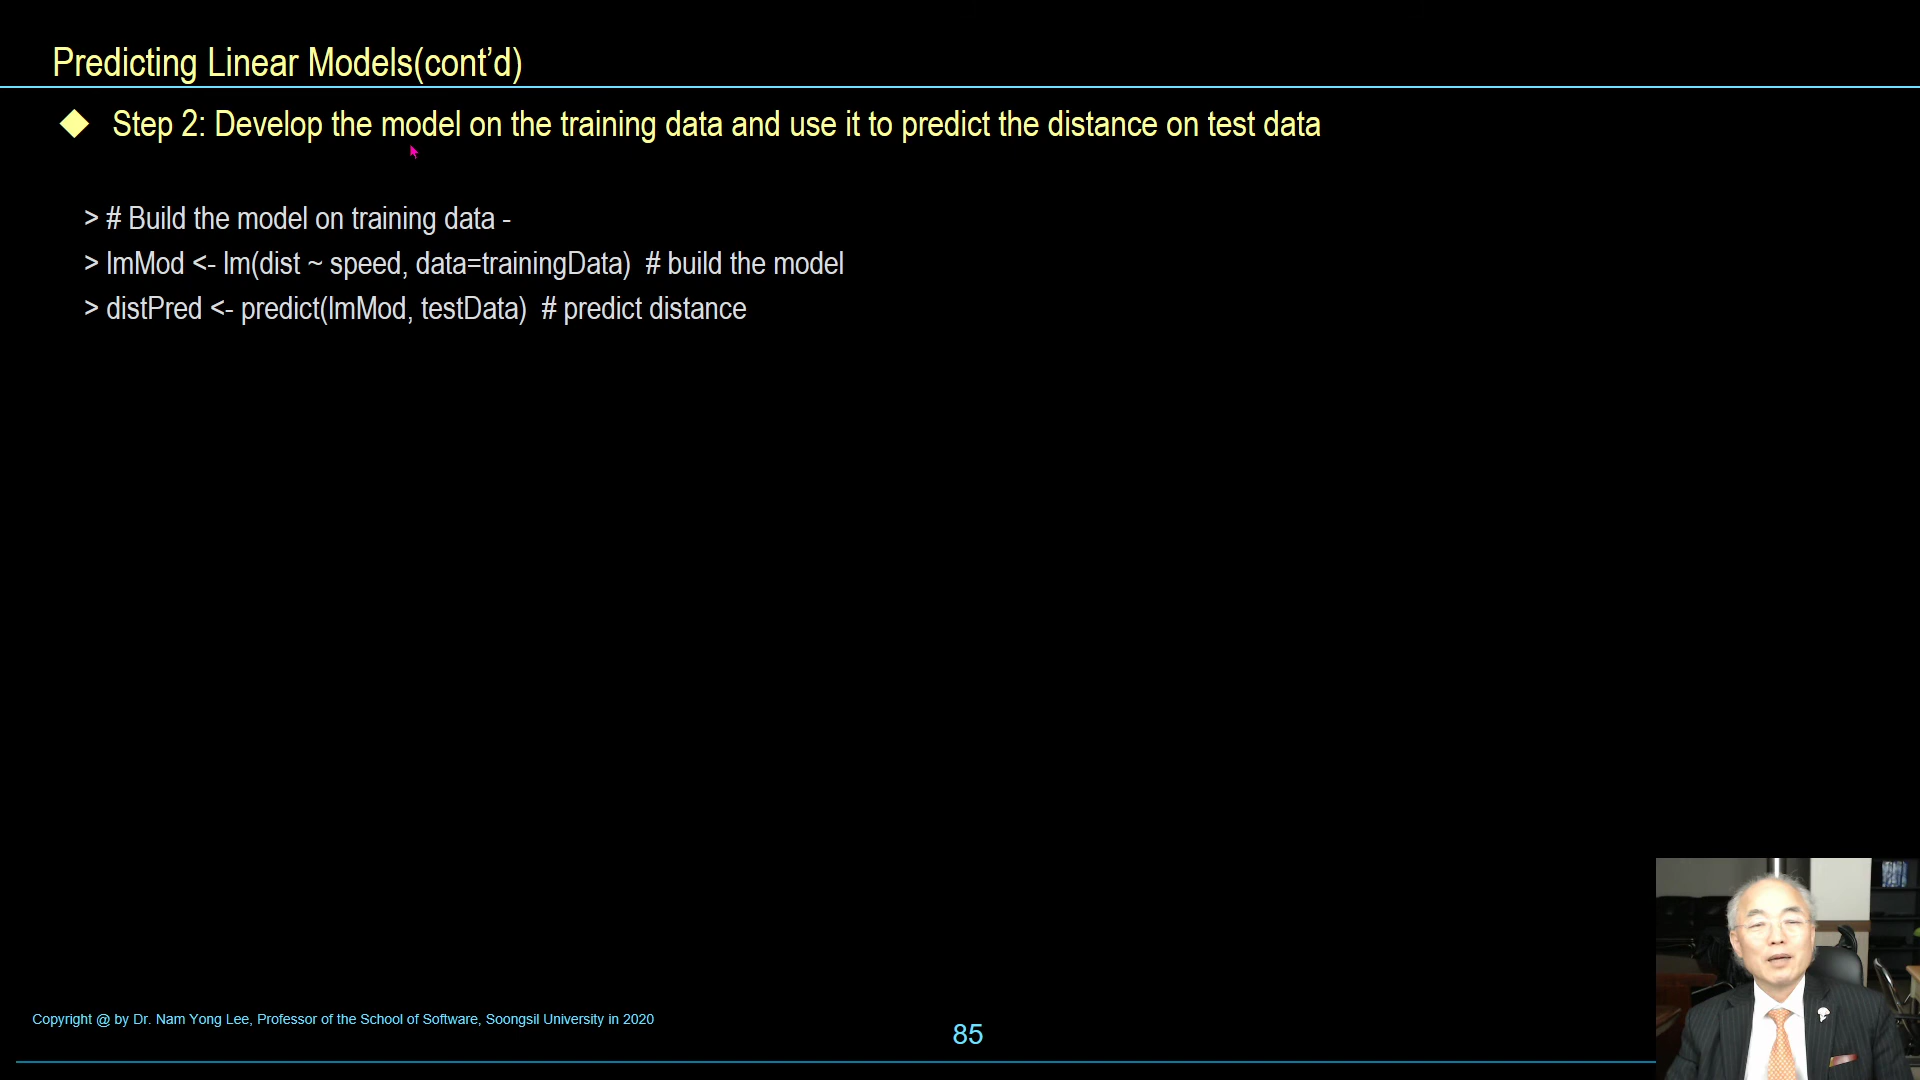 Predicting Linear Models(cont’d)
◆ Step 2: Develop the model on the training data and use it to predict the distance on test data
> # Build the model on training data -
> lmMod <- lm(dist ~ speed, data=trainingData)  # build the model
> distPred <- predict(lmMod, testData)  # predict distance
Copyright @ by Dr. Nam Yong Lee, Professor of the School of Software, Soongsil University in 2020
85